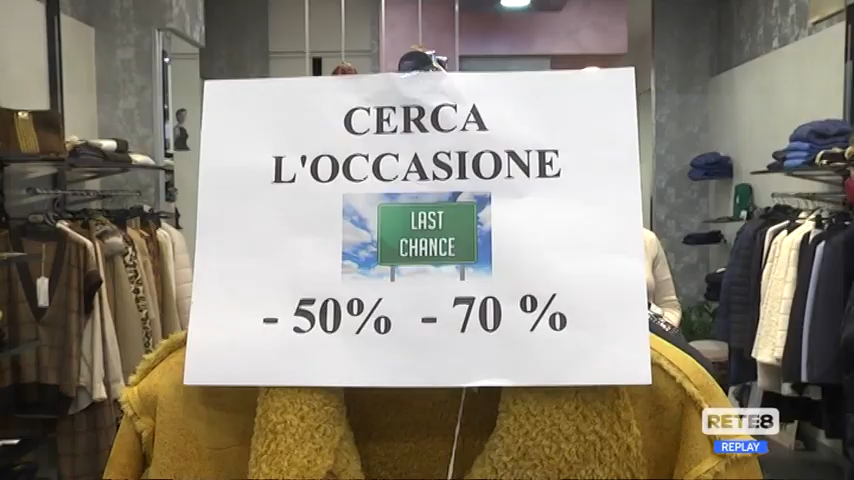 CERCA
L'OCCASIONE
LAST
CHANCE
- 50% - 70 %
RETE8
REPLAY